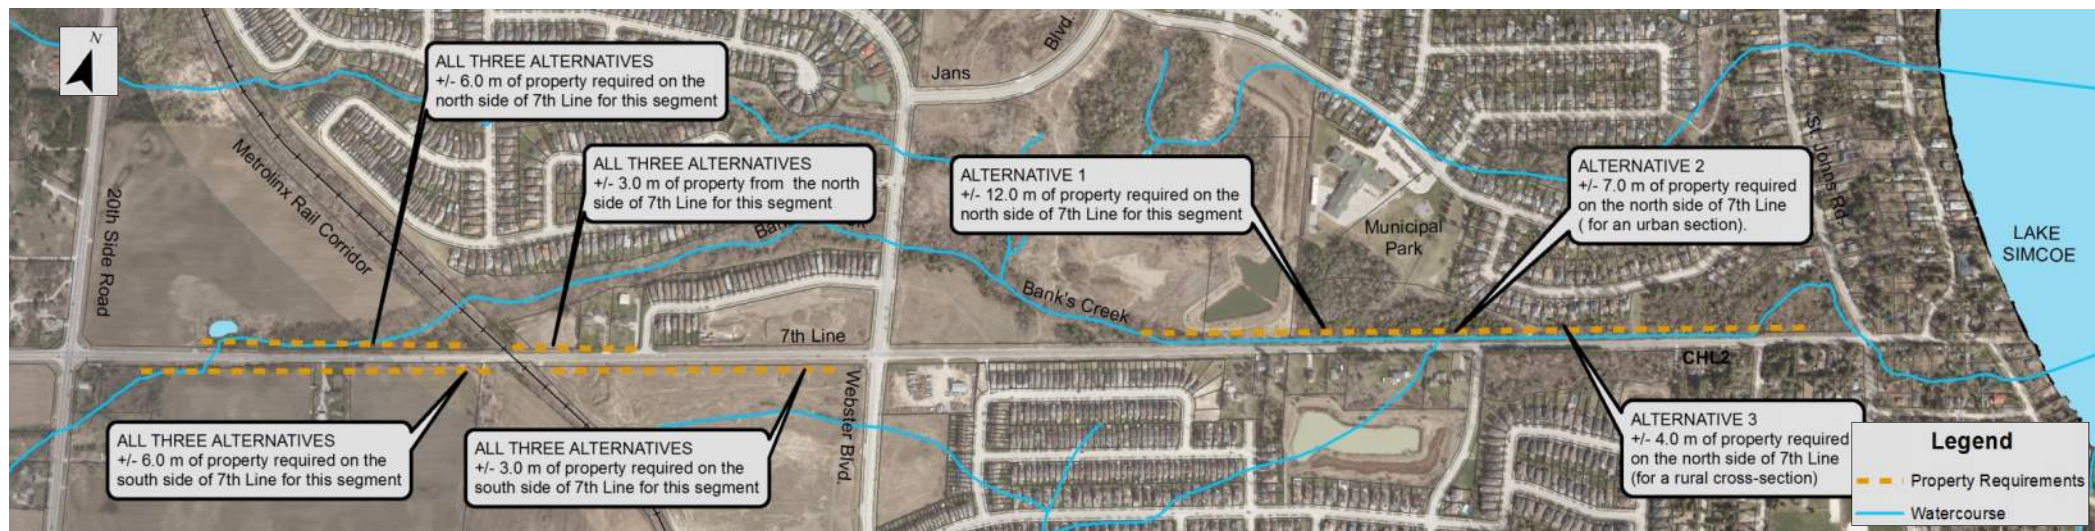 N
ALL THREE ALTERNATIVES
+/- 6.0 m of property required on the
north side of 7th Line for this segment
Jans
Blvd.
ALL THREE ALTERNATIVES
+/- 3.0 m of property from the north
side of 7th Line for this segment
ALTERNATIVE 1
+/- 12.0 m of property required on the
north side of 7th Line for this segment
ALTERNATIVE 2
+/- 7.0 m of property required
on the north side of 7th Line
( for an urban section).
St. Johns Rd.
Metrolinx Rail Corridor
20th Side Road
Municipal
Park
LAKE
SIMCOE
Bank's Creek
7th Line
CHL2
Webster Blvd.
ALL THREE ALTERNATIVES
+/- 6.0 m of property required on the
south side of 7th Line for this segment
ALL THREE ALTERNATIVES
+/- 3.0 m of property required on the
south side of 7th Line for this segment
ALTERNATIVE 3
+/- 4.0 m of property required
on the north side of 7th Line
(for a rural cross-section)
Legend
Property Requirements
Watercourse